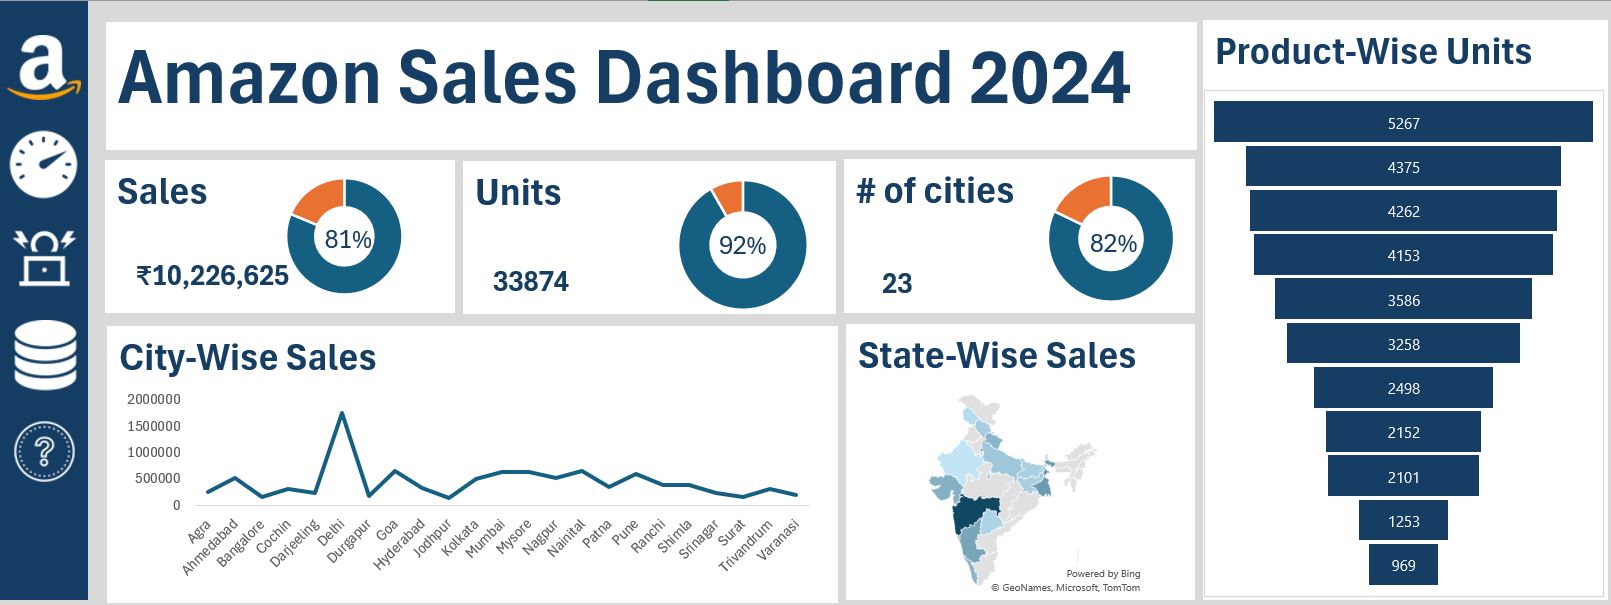 a
Amazon Sales Dashboard 2024
Sales
81%
₹10,226,625
Units
92%
33874
# of cities
82%
23
City-Wise Sales
2000000
1500000
1000000
500000
0
Agra
Ahmedabad
Bangalore
Cochin
Darjeeling
Delhi
Durgapur
Goa
Hyderabad
Jodhpur
Kolkata
Mumbai
Mysore
Nagpur
Nainital
Patna
Pune
Ranchi
Shimla
Srinagar
Surat
Trivandrum
Varanasi
State-Wise Sales
Powered by Bing
© GeoNames, Microsoft, TomTom
Product-Wise Units
5267
4375
4262
4153
3586
3258
2498
2152
2101
1253
969
?